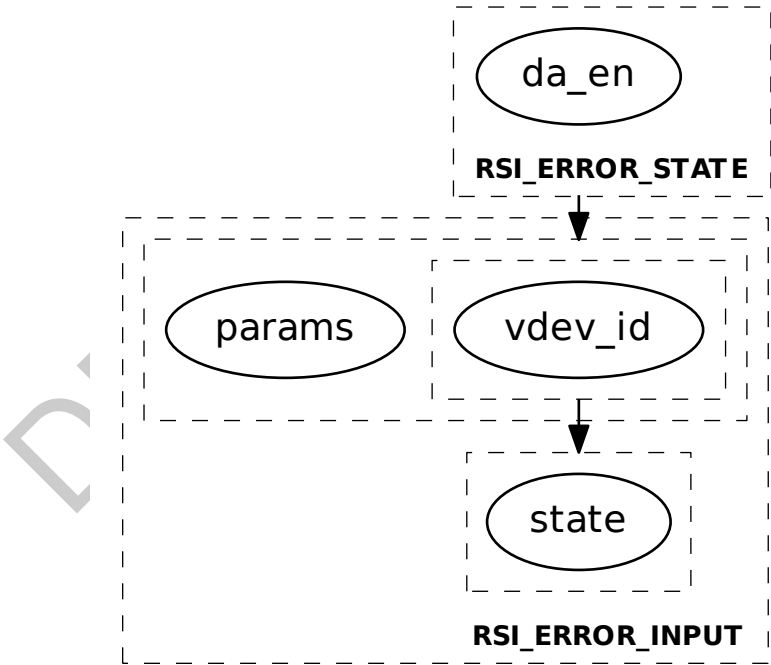 da_en
RSI_ERROR_STATE
params vdev_id
state
RSI_ERROR_INPUT